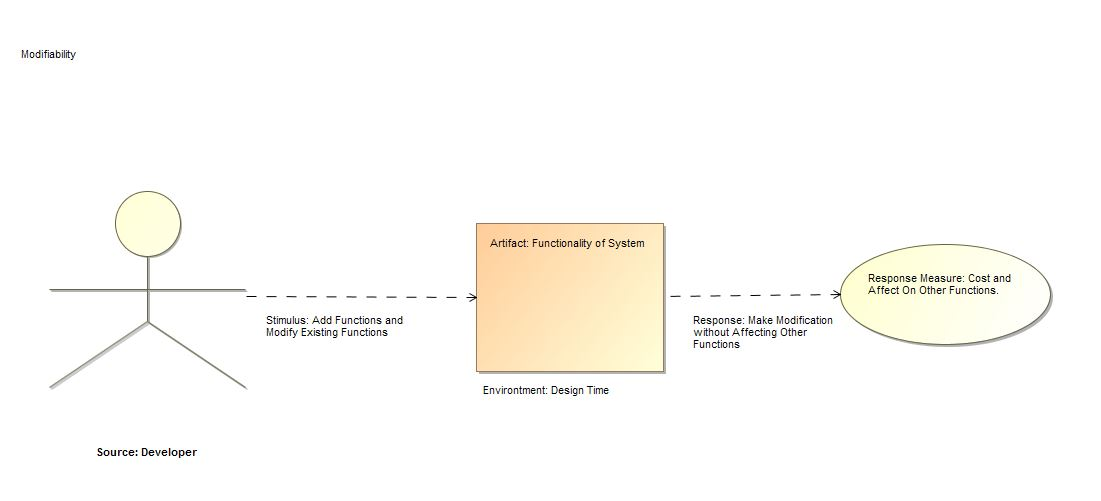 Modifiability
Artifact: Functionality of System
Response Measure: Cost and
Affect On Other Functions.
Stimulus: Add Functions and
Modify Existing Functions
Response: Make Modification
without Affecting Other
Functions
Environtment: Design Time
Source: Developer